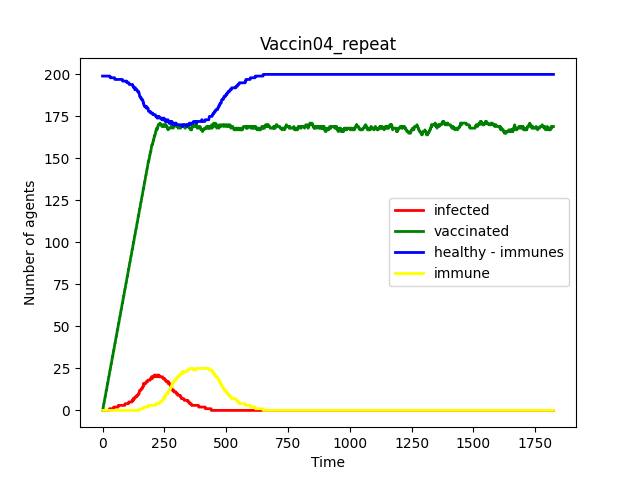 Vaccin04_repeat
200
175
150
125
100
75
50
25
0
Number of agents
infected
vaccinated
healthy - immunes
immune
0 250 500 750 1000 1250 1500 1750
Time